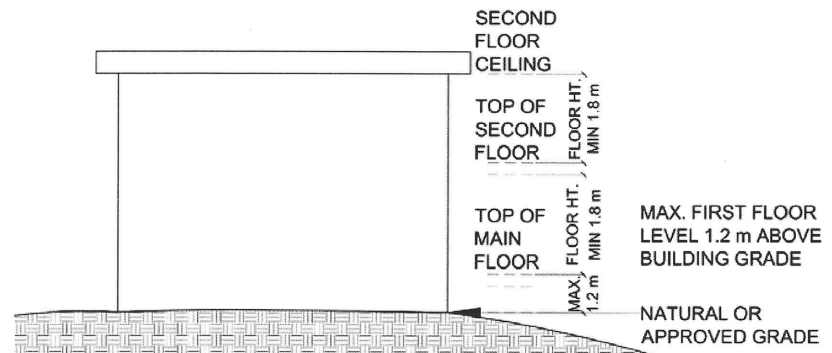 SECOND
FLOOR
CEILING
FLOOR HT.
MIN 1.8 m
TOP OF
SECOND
FLOOR
FLOOR HT.
MIN 1.8 m
TOP OF
MAIN
FLOOR
MAX. FIRST FLOOR
LEVEL 1.2 m ABOVE
BUILDING GRADE
MAX.
1.2 m
NATURAL OR
APPROVED GRADE